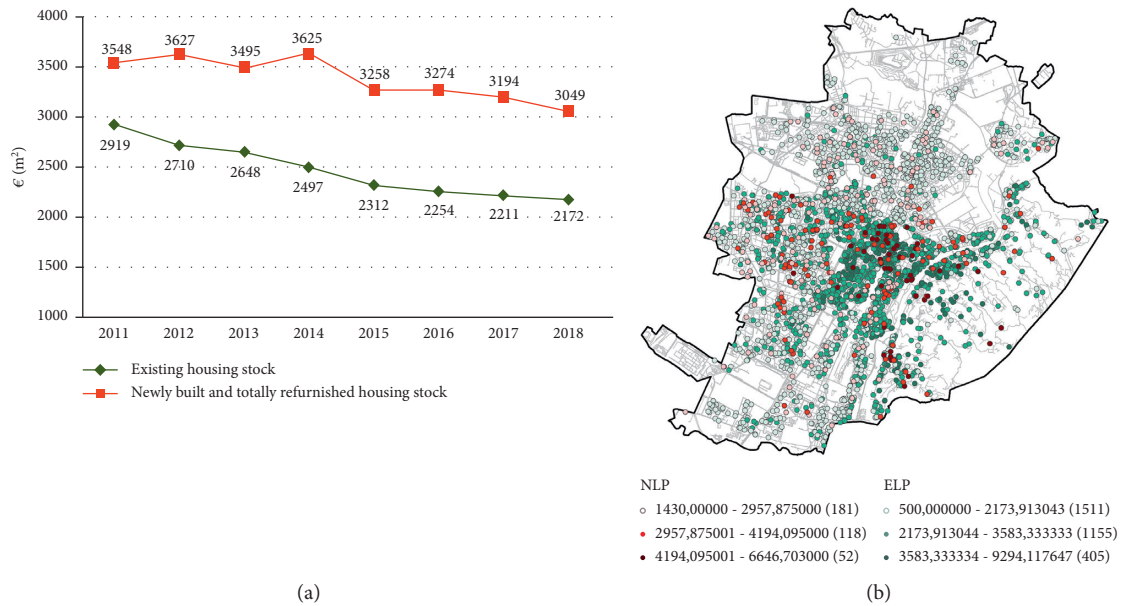 4000
3500
3000
2500
2000
1500
1000
€ (m²)
3548
3627
3495
3625
3258
3274
3194
3049
2919
2710
2648
2497
2312
2254
2211
2172
2011 2012 2013 2014 2015 2016 2017 2018
Existing housing stock
Newly built and totally refurnished housing stock
(a)
NLP
1430,00000 - 2957,875000 (181)
2957,875001 - 4194,095000 (118)
4194,095001 - 6646,703000 (52)
ELP
500,000000 - 2173,913043 (1511)
2173,913044 - 3583,333333 (1155)
3583,333334 - 9294,117647 (405)
(b)